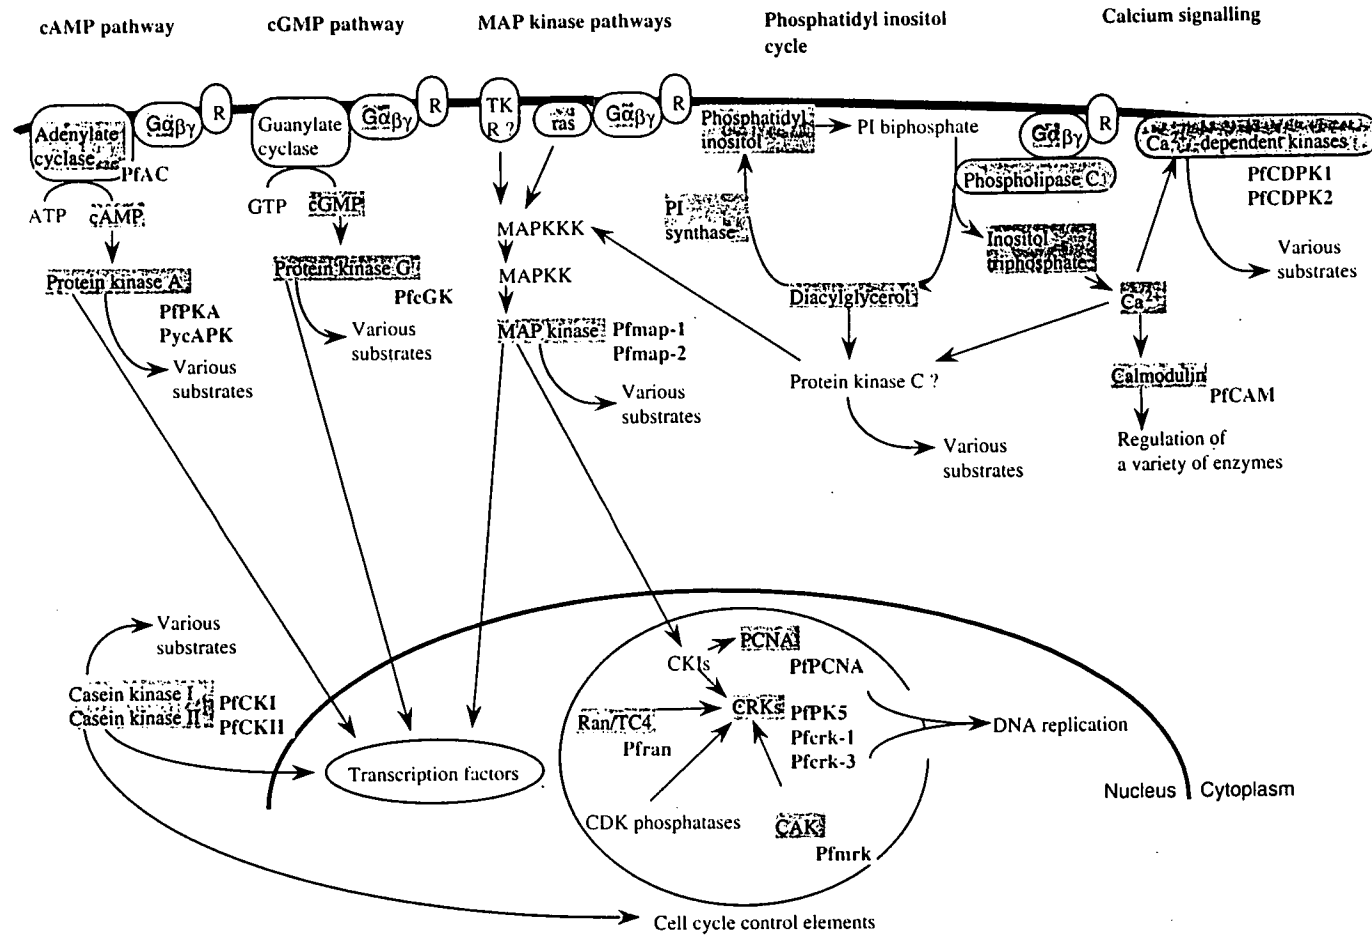 cAMP pathway
cGMP pathway
MAP kinase pathways
Phosphatidyl inositol
cycle
Calcium signalling
Adenylate
cyclase
PfAC
Gαβγ
R
Guanylate
cyclase
Gαβγ
R
TK
R ?
ras
Gαβγ
R
Phosphatidyl
inositol
PI biphosphate
Gαβγ
R
Phospholipase C
Ca2+-dependent kinases
PfCDPK1
PfCDPK2
ATP
cAMP
GTP
cGMP
MAPKKK
PI
synthase
Inositol
triphosphate
Various
substrates
Protein kinase A
PfPKA
PycAPK
Protein kinase G
PfcGK
MAPKK
Diacylglycerol
Ca2+
Various
substrates
Various
substrates
MAP kinase
Pfmap-1
Pfmap-2
Various
substrates
Protein kinase C ?
Calmodulin
PfCAM
Various
substrates
Regulation of
a variety of enzymes
Various
substrates
Casein kinase I
Casein kinase II
PfCKI
PfCKII
CKIs
PCNA
PfPCNA
Ran/TC4
Pfran
CRKs
PfPK5
Pfcrk-1
Pfcrk-3
DNA replication
Transcription factors
CDK phosphatases
CAK
Pfmrk
Nucleus
Cytoplasm
Cell cycle control elements